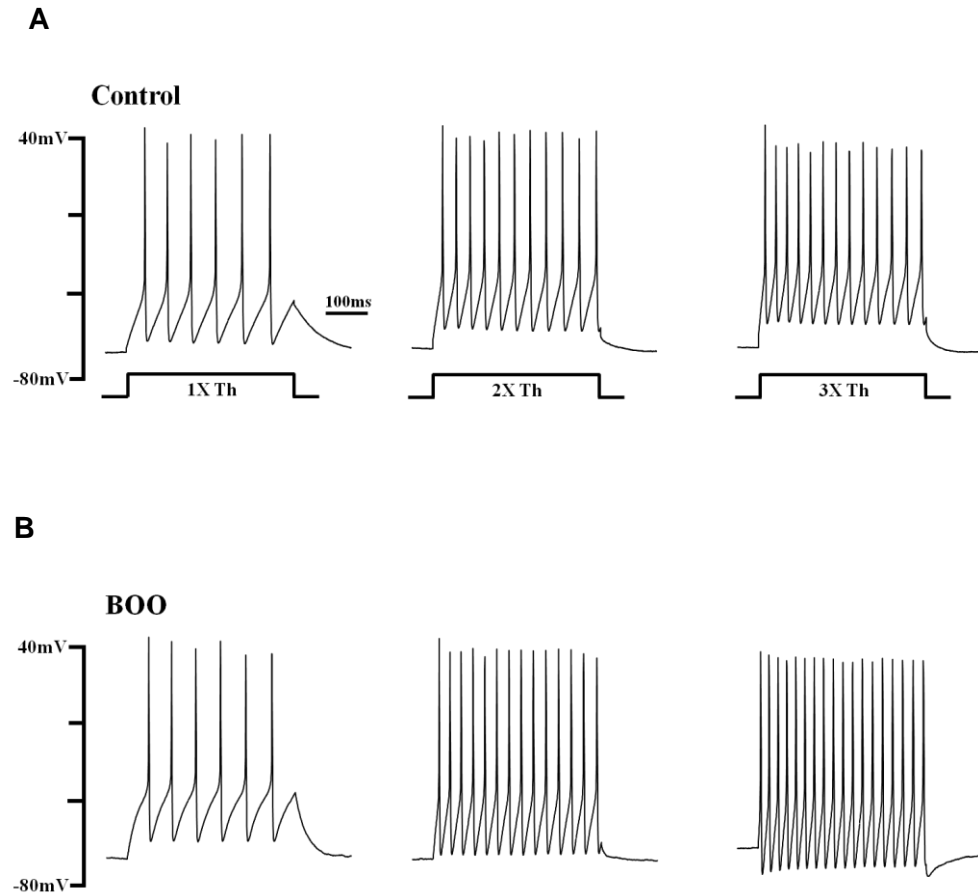 A
Control
40mV
100ms
-80mV
1X Th
2X Th
3X Th
B
BOO
40mV
-80mV